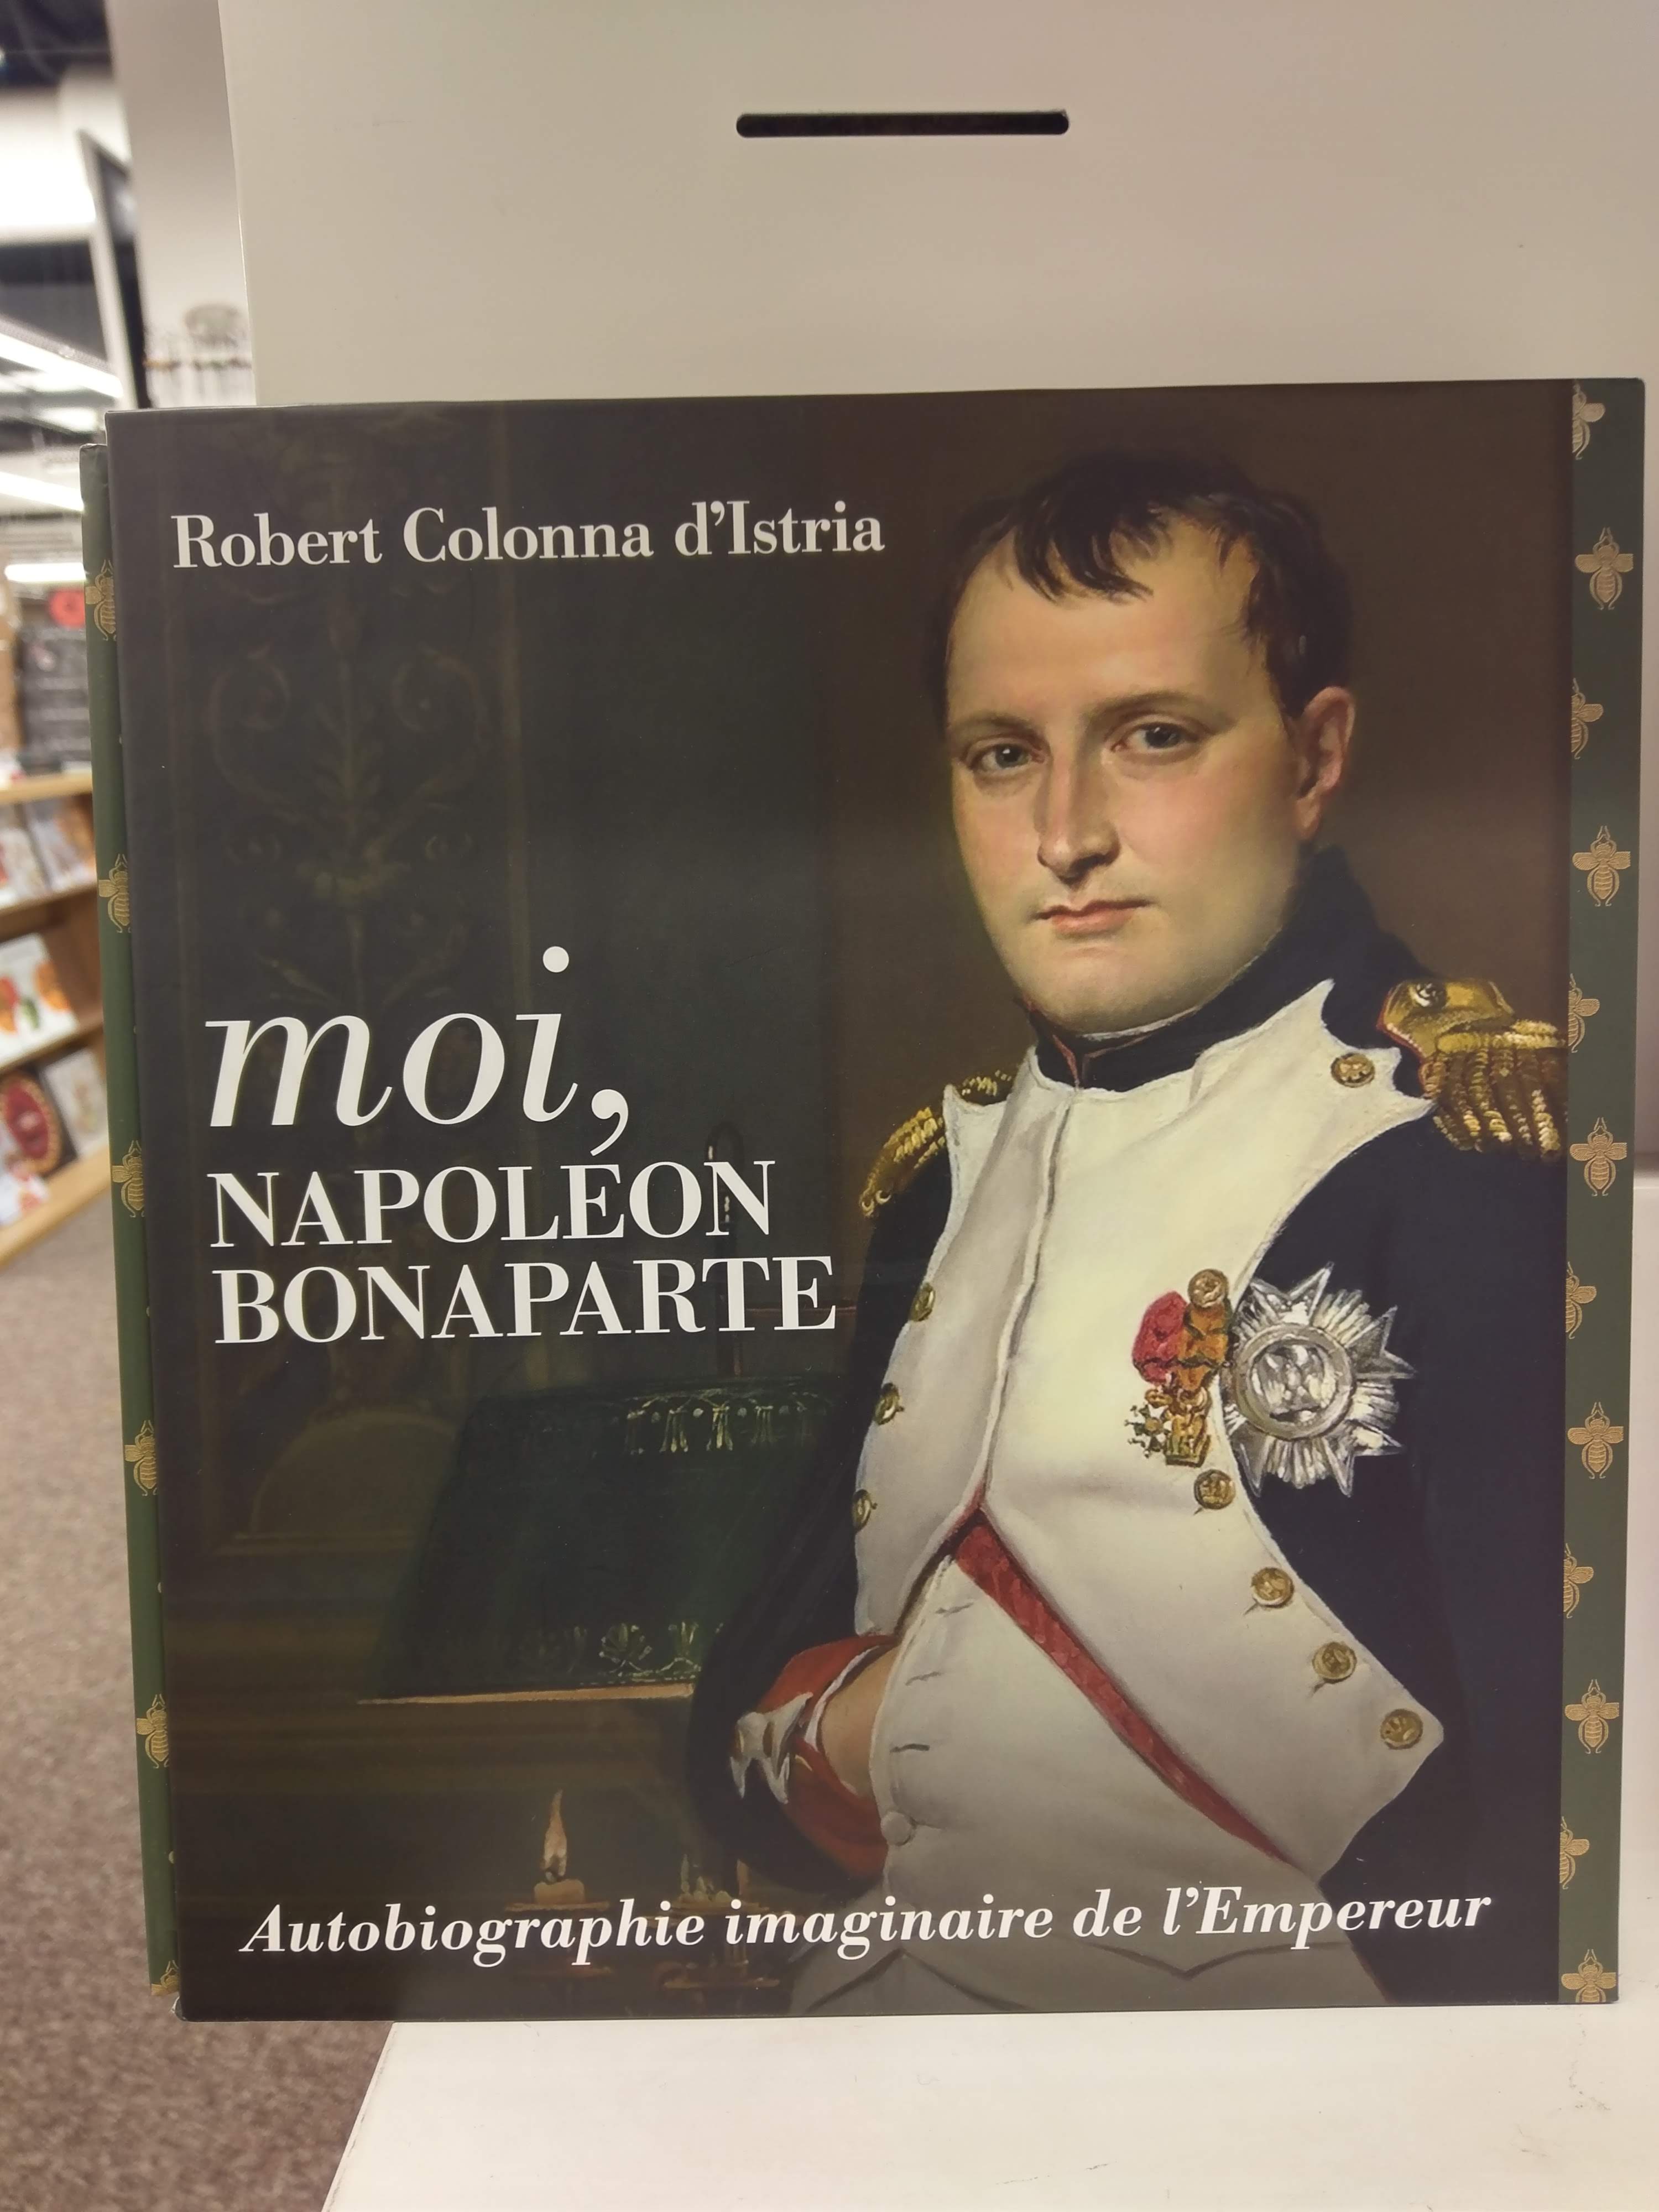 Robert Colonna d'Istria
moi,
NAPOLÉON
BONAPARTE
Autobiographie imaginaire de l'Empereur